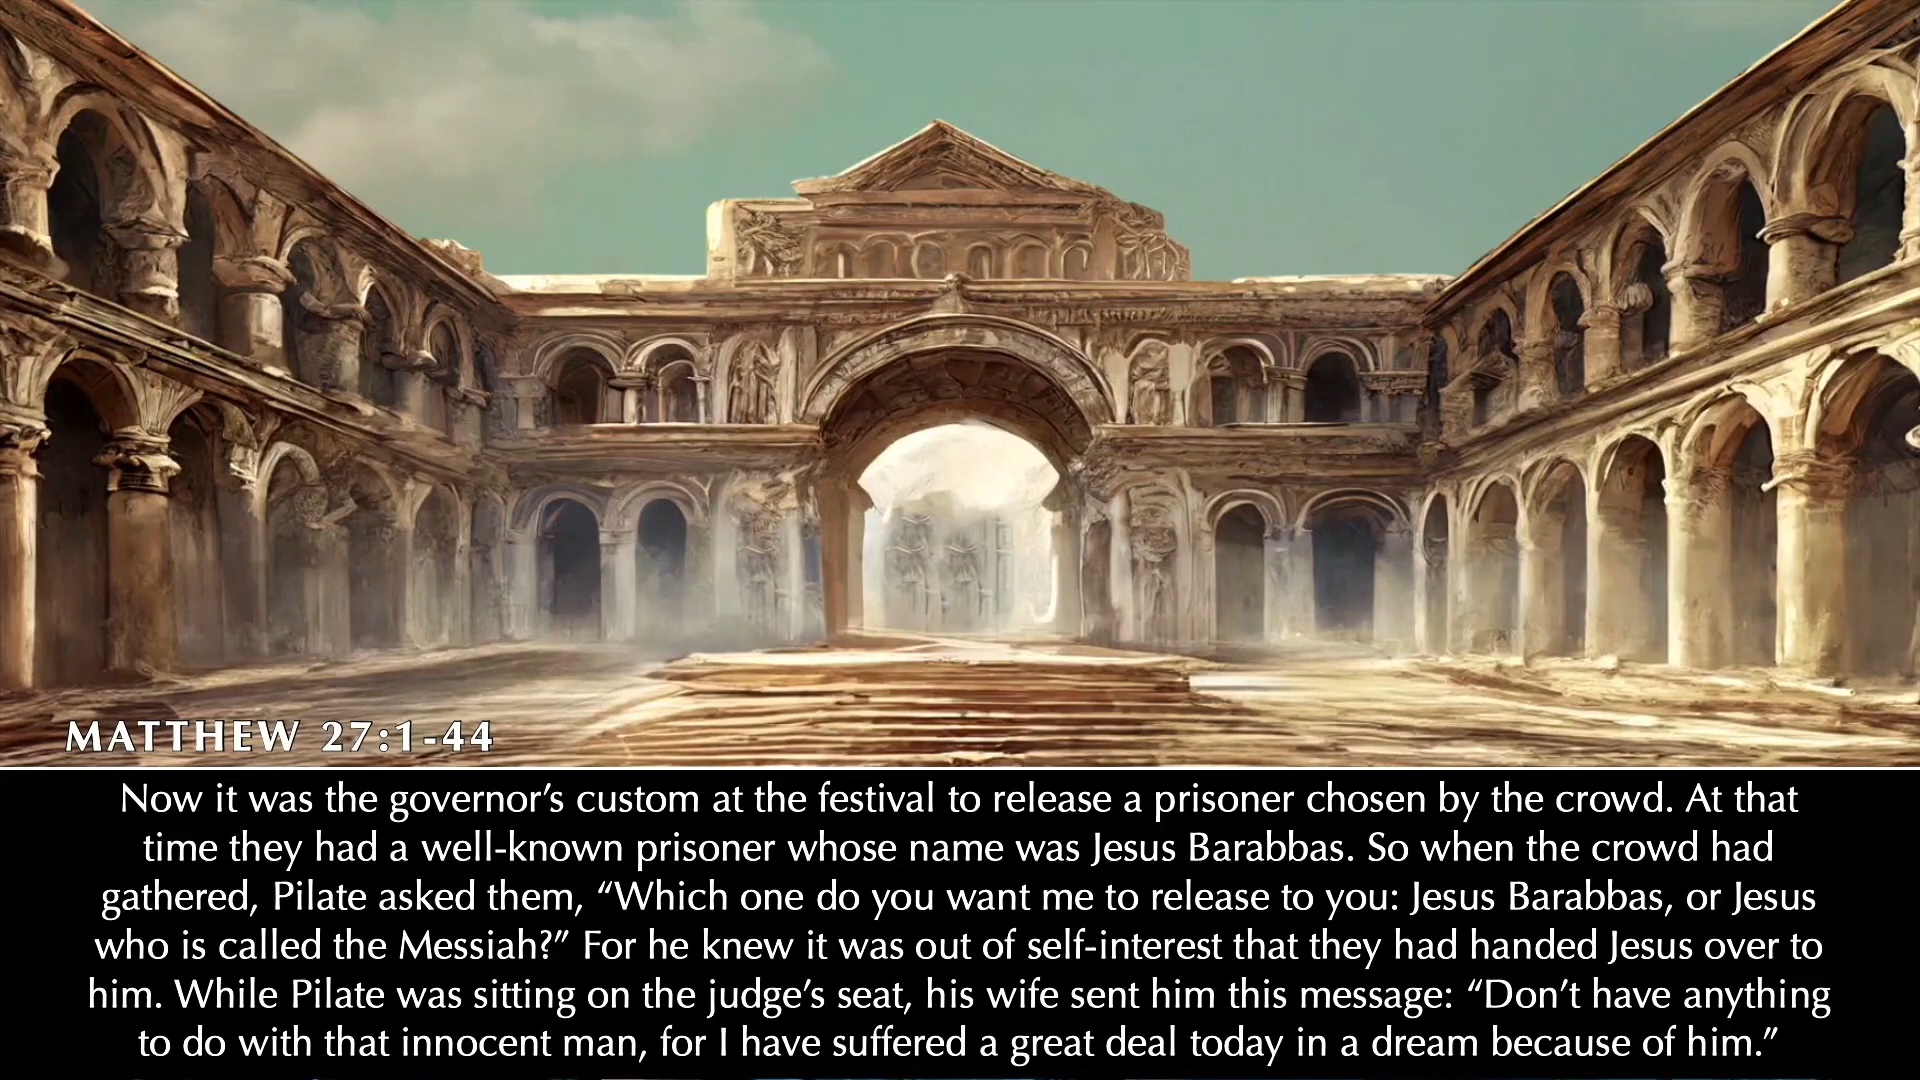 MATTHEW 27:1-44
Now it was the governor’s custom at the festival to release a prisoner chosen by the crowd. At that
time they had a well-known prisoner whose name was Jesus Barabbas. So when the crowd had
gathered, Pilate asked them, “Which one do you want me to release to you: Jesus Barabbas, or Jesus
who is called the Messiah?” For he knew it was out of self-interest that they had handed Jesus over to
him. While Pilate was sitting on the judge’s seat, his wife sent him this message: “Don’t have anything
to do with that innocent man, for I have suffered a great deal today in a dream because of him.”